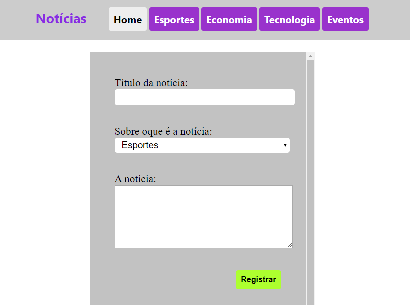 Notícias
Home Esportes Economia Tecnologia Eventos
Título da notícia:
Sobre oque é a notícia:
Esportes
A notícia:
Registrar